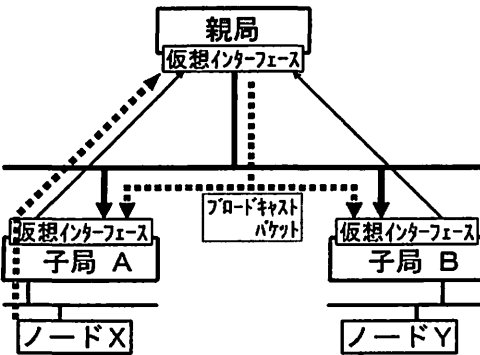 親局
仮想インターフェース
ブロードキャスト
パケット
仮想インターフェース
子局 A
仮想インターフェース
子局 B
ノードX
ノードY